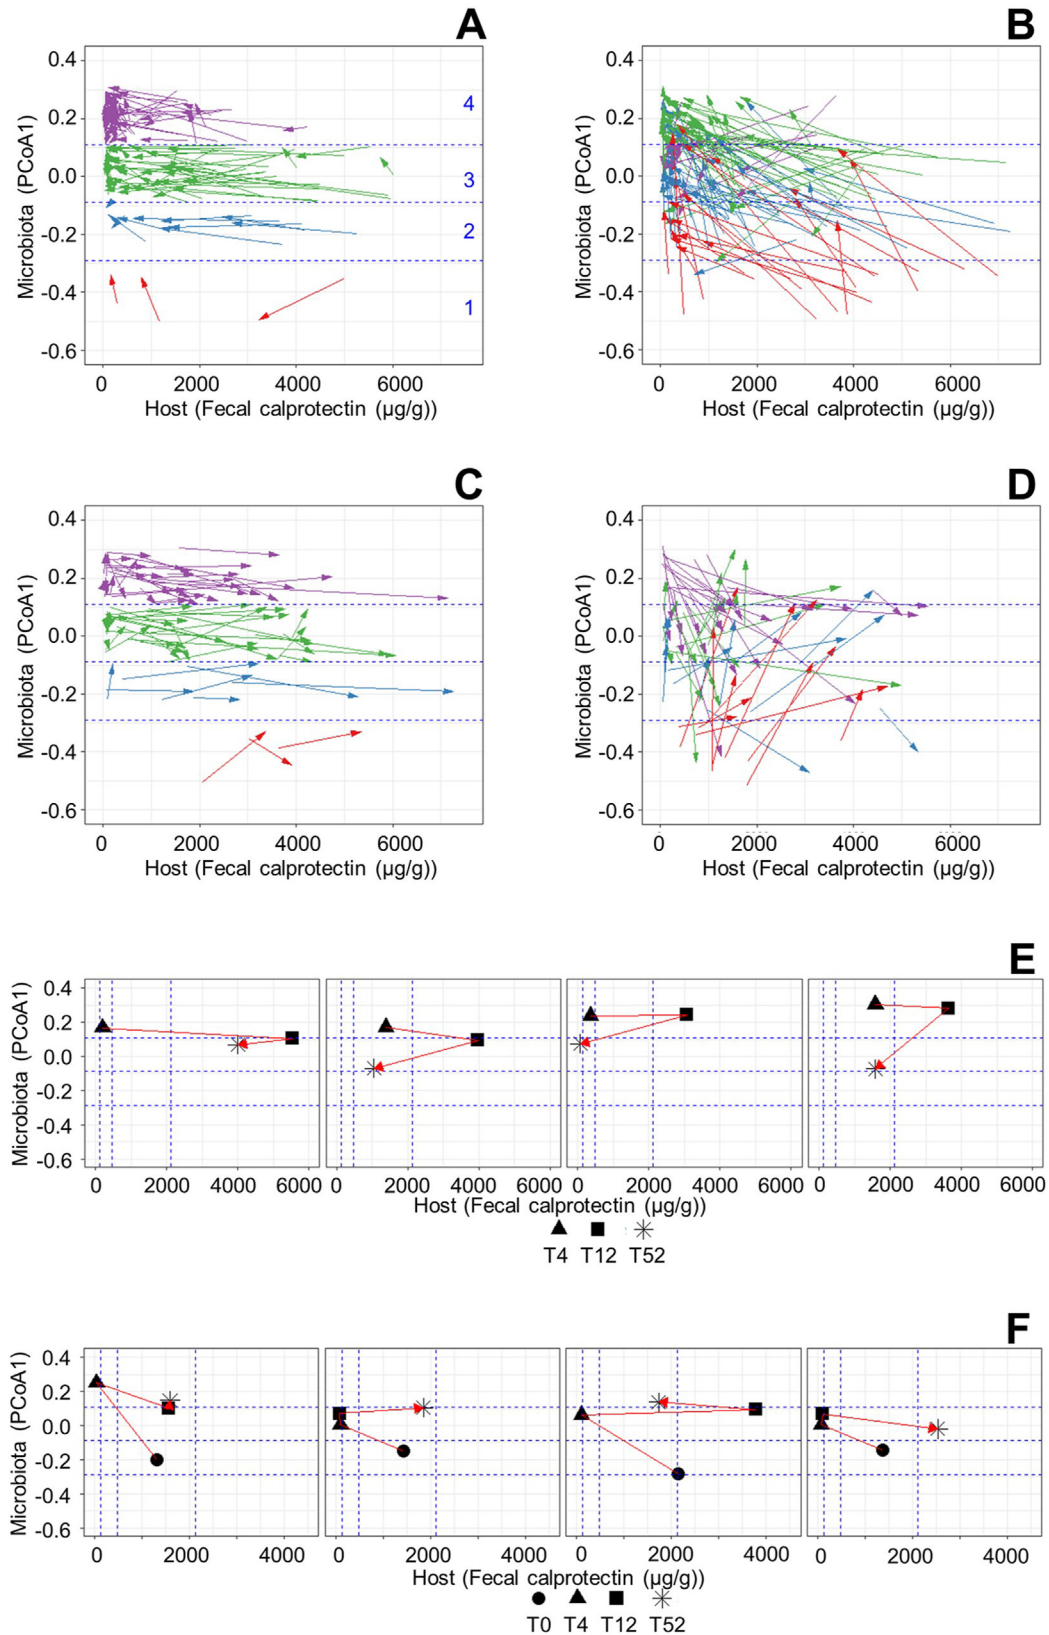 A
B
0.4
0.2
0.0
-0.2
-0.4
-0.6
Microbiota (PCoA1)
4
3
2
1
0 2000 4000 6000
Host (Fecal calprotectin (µg/g))
0.4
0.2
0.0
-0.2
-0.4
-0.6
Microbiota (PCoA1)
0 2000 4000 6000
Host (Fecal calprotectin (µg/g))
C
D
0.4
0.2
0.0
-0.2
-0.4
-0.6
Microbiota (PCoA1)
0 2000 4000 6000
Host (Fecal calprotectin (µg/g))
0.4
0.2
0.0
-0.2
-0.4
-0.6
Microbiota (PCoA1)
0 2000 4000 6000
Host (Fecal calprotectin (µg/g))
E
0.4
0.2
0.0
-0.2
-0.4
-0.6
Microbiota (PCoA1)
0 2000 4000 6000 0 2000 4000 6000 0 2000 4000 6000 0 2000 4000 6000
Host (Fecal calprotectin (µg/g))
T4 T12 T52
F
0.4
0.2
0.0
-0.2
-0.4
-0.6
Microbiota (PCoA1)
0 2000 4000 0 2000 4000 0 2000 4000 0 2000 4000
Host (Fecal calprotectin (µg/g))
T0 T4 T12 T52